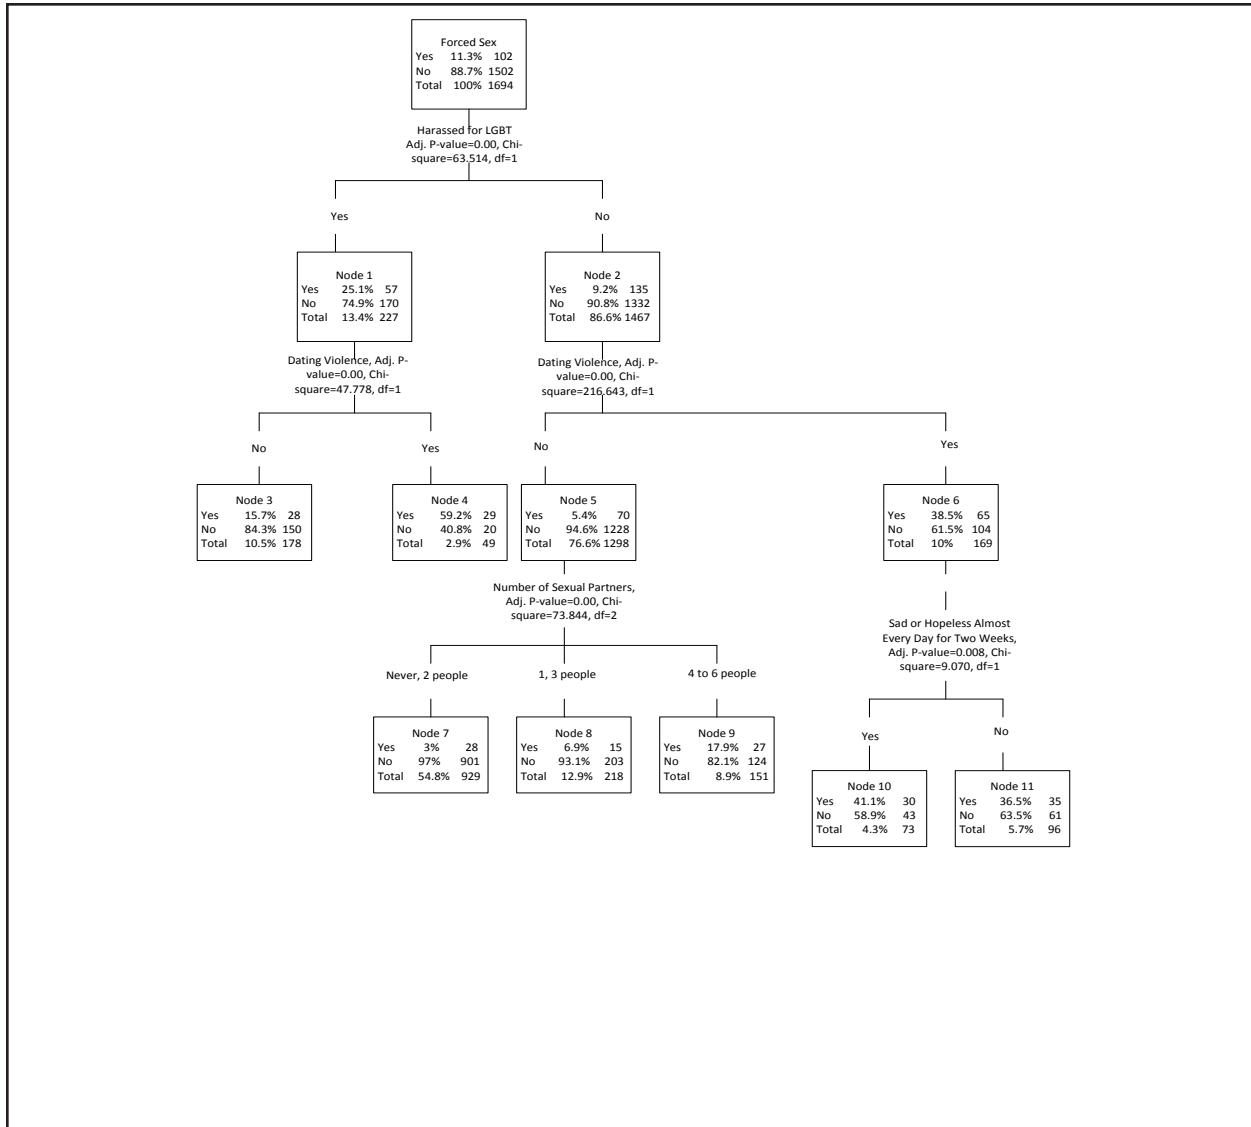 Forced Sex
Yes 11.3% 102
No 88.7% 1502
Total 100% 1694
Harassed for LGBT
Adj. P-value=0.00, Chi-
square=63.514, df=1
Yes
No
Node 1
Yes 25.1% 57
No 74.9% 170
Total 13.4% 227
Node 2
Yes 9.2% 135
No 90.8% 1332
Total 86.6% 1467
Dating Violence, Adj. P-
value=0.00, Chi-
square=47.778, df=1
Dating Violence, Adj. P-
value=0.00, Chi-
square=216.643, df=1
No
Yes
No
Yes
Node 3
Yes 15.7% 28
No 84.3% 150
Total 10.5% 178
Node 4
Yes 59.2% 29
No 40.8% 20
Total 2.9% 49
Node 5
Yes 5.4% 70
No 94.6% 1228
Total 76.6% 1298
Node 6
Yes 38.5% 65
No 61.5% 104
Total 10% 169
Number of Sexual Partners,
Adj. P-value=0.00, Chi-
square=73.844, df=2
Sad or Hopeless Almost
Every Day for Two Weeks,
Adj. P-value=0.008, Chi-
square=9.070, df=1
Never, 2 people
1, 3 people
4 to 6 people
Yes
No
Node 7
Yes 3% 28
No 97% 901
Total 54.8% 929
Node 8
Yes 6.9% 15
No 93.1% 203
Total 12.9% 218
Node 9
Yes 17.9% 27
No 82.1% 124
Total 8.9% 151
Node 10
Yes 41.1% 30
No 58.9% 43
Total 4.3% 73
Node 11
Yes 36.5% 35
No 63.5% 61
Total 5.7% 96